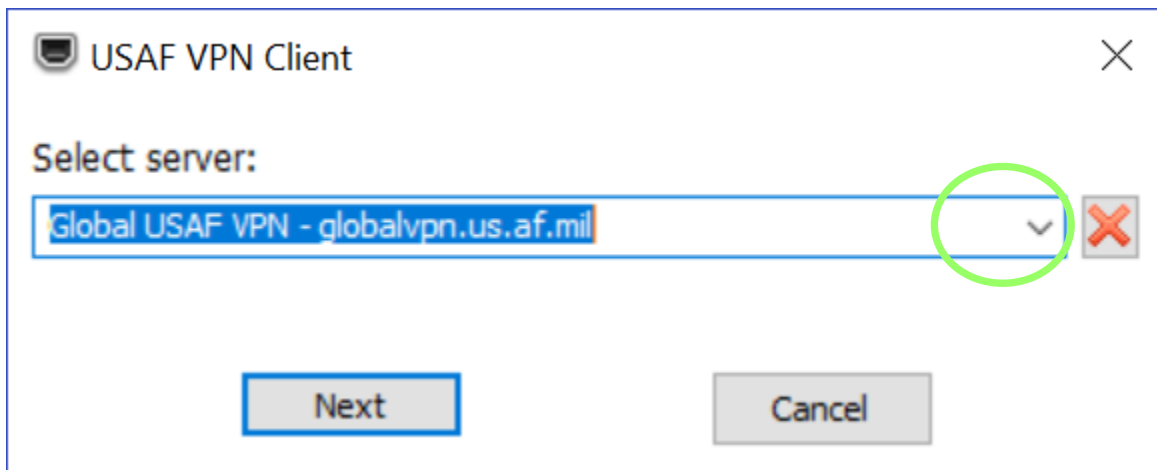 USAF VPN Client
Select server:
Global USAF VPN - globalvpn.us.af.mil
Next
Cancel